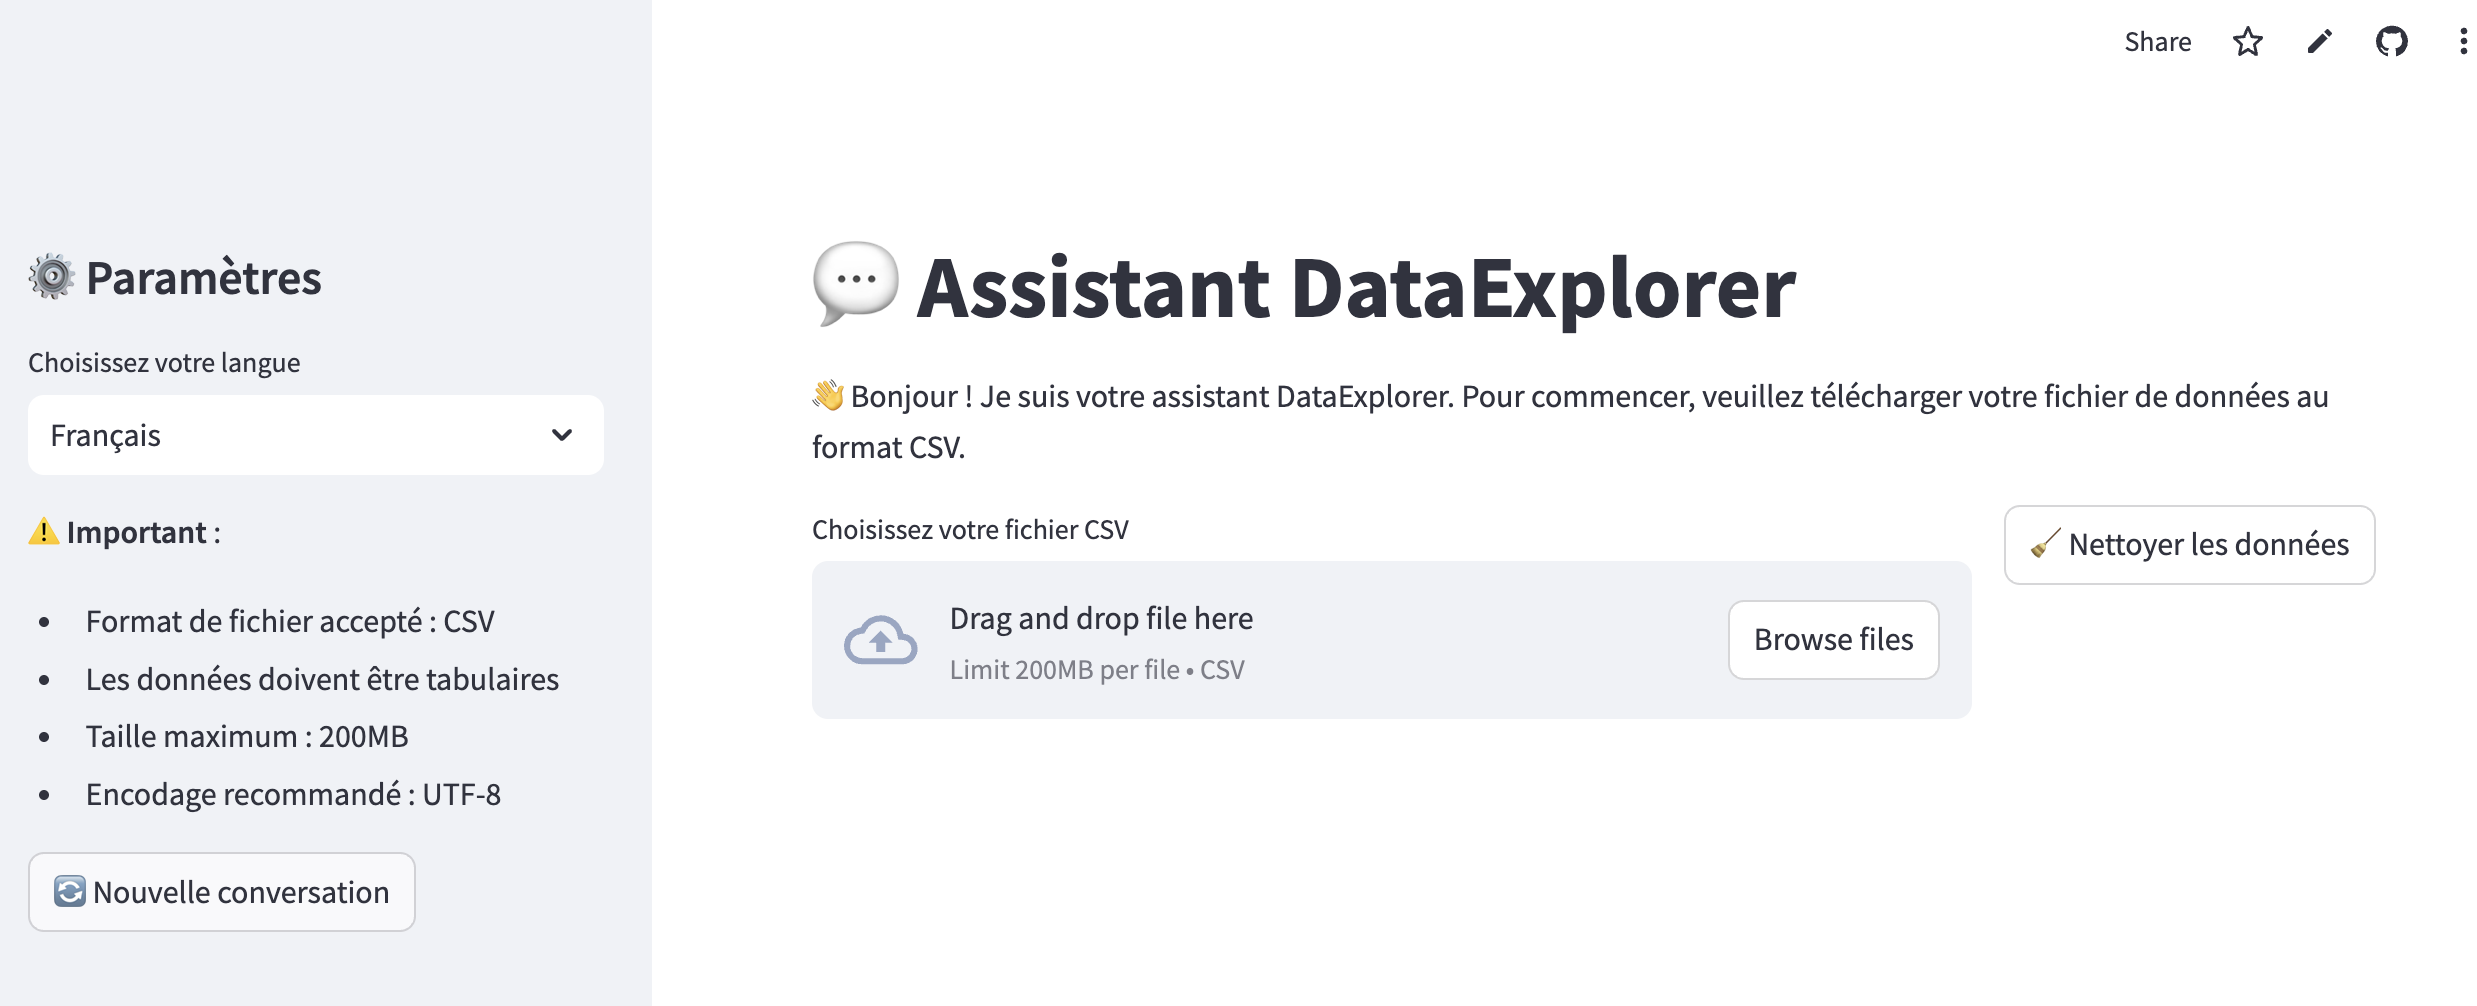 Share
⚙️ Paramètres
Choisissez votre langue
Français
⚠️ Important :
• Format de fichier accepté : CSV
• Les données doivent être tabulaires
• Taille maximum : 200MB
• Encodage recommandé : UTF-8
🔄 Nouvelle conversation
💬 Assistant DataExplorer
👋 Bonjour ! Je suis votre assistant DataExplorer. Pour commencer, veuillez télécharger votre fichier de données au
format CSV.
Choisissez votre fichier CSV
Drag and drop file here
Limit 200MB per file • CSV
Browse files
🧹 Nettoyer les données